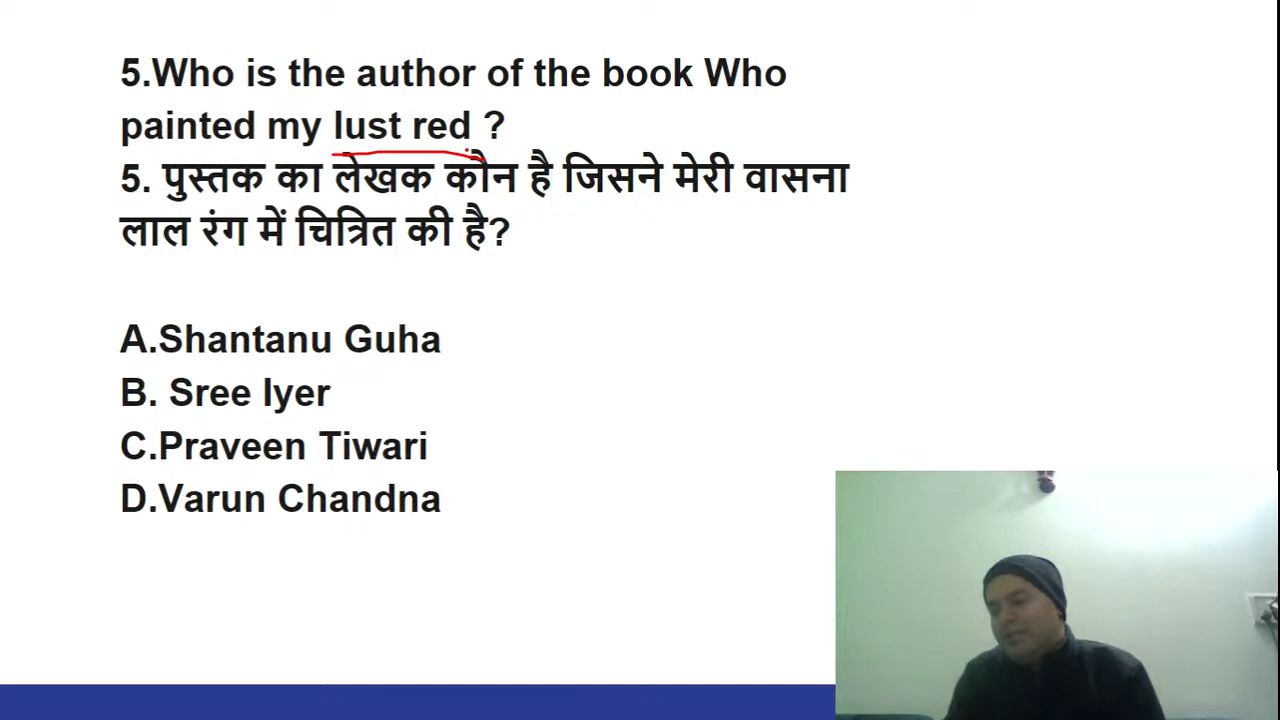 5.Who is the author of the book Who
painted my lust red ?
5. पुस्तक का लेखक कौन है जिसने मेरी वासना
लाल रंग में चित्रित की है?
A.Shantanu Guha
B. Sree Iyer
C.Praveen Tiwari
D.Varun Chandna